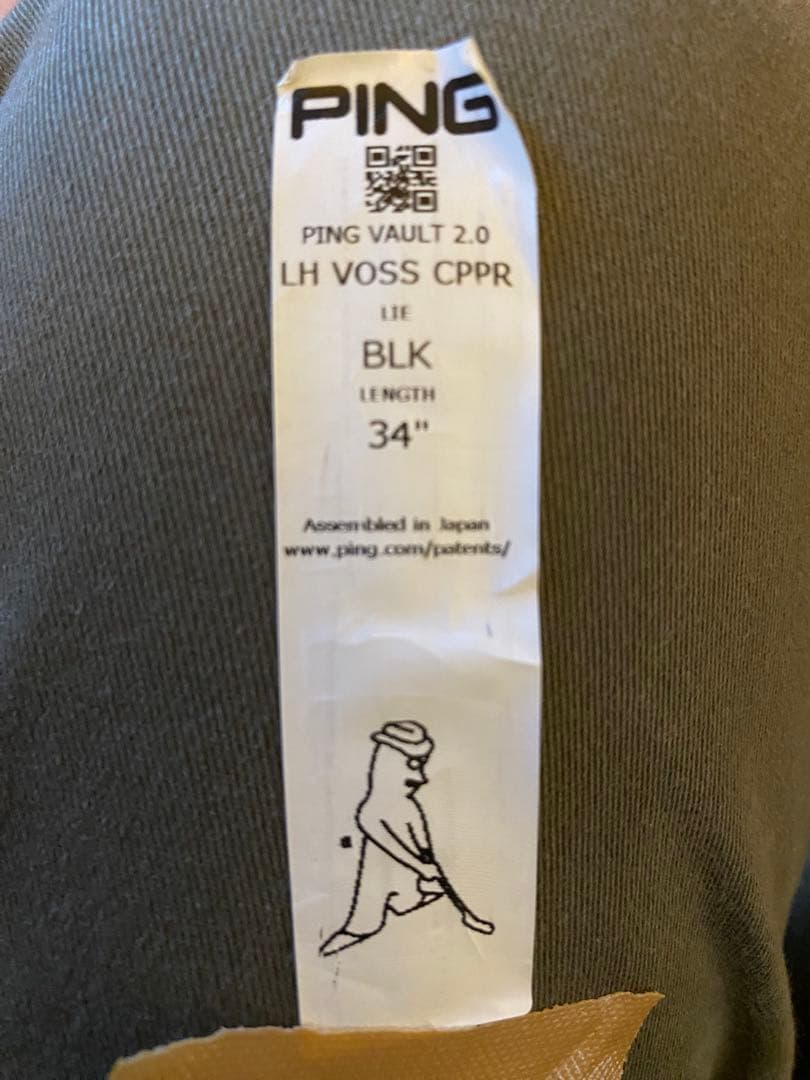 PING
PING VAULT 2.0
LH VOSS CPPR
LIE
BLK
LENGTH
34"
Assembled in Japan
www.ping.com/patents/